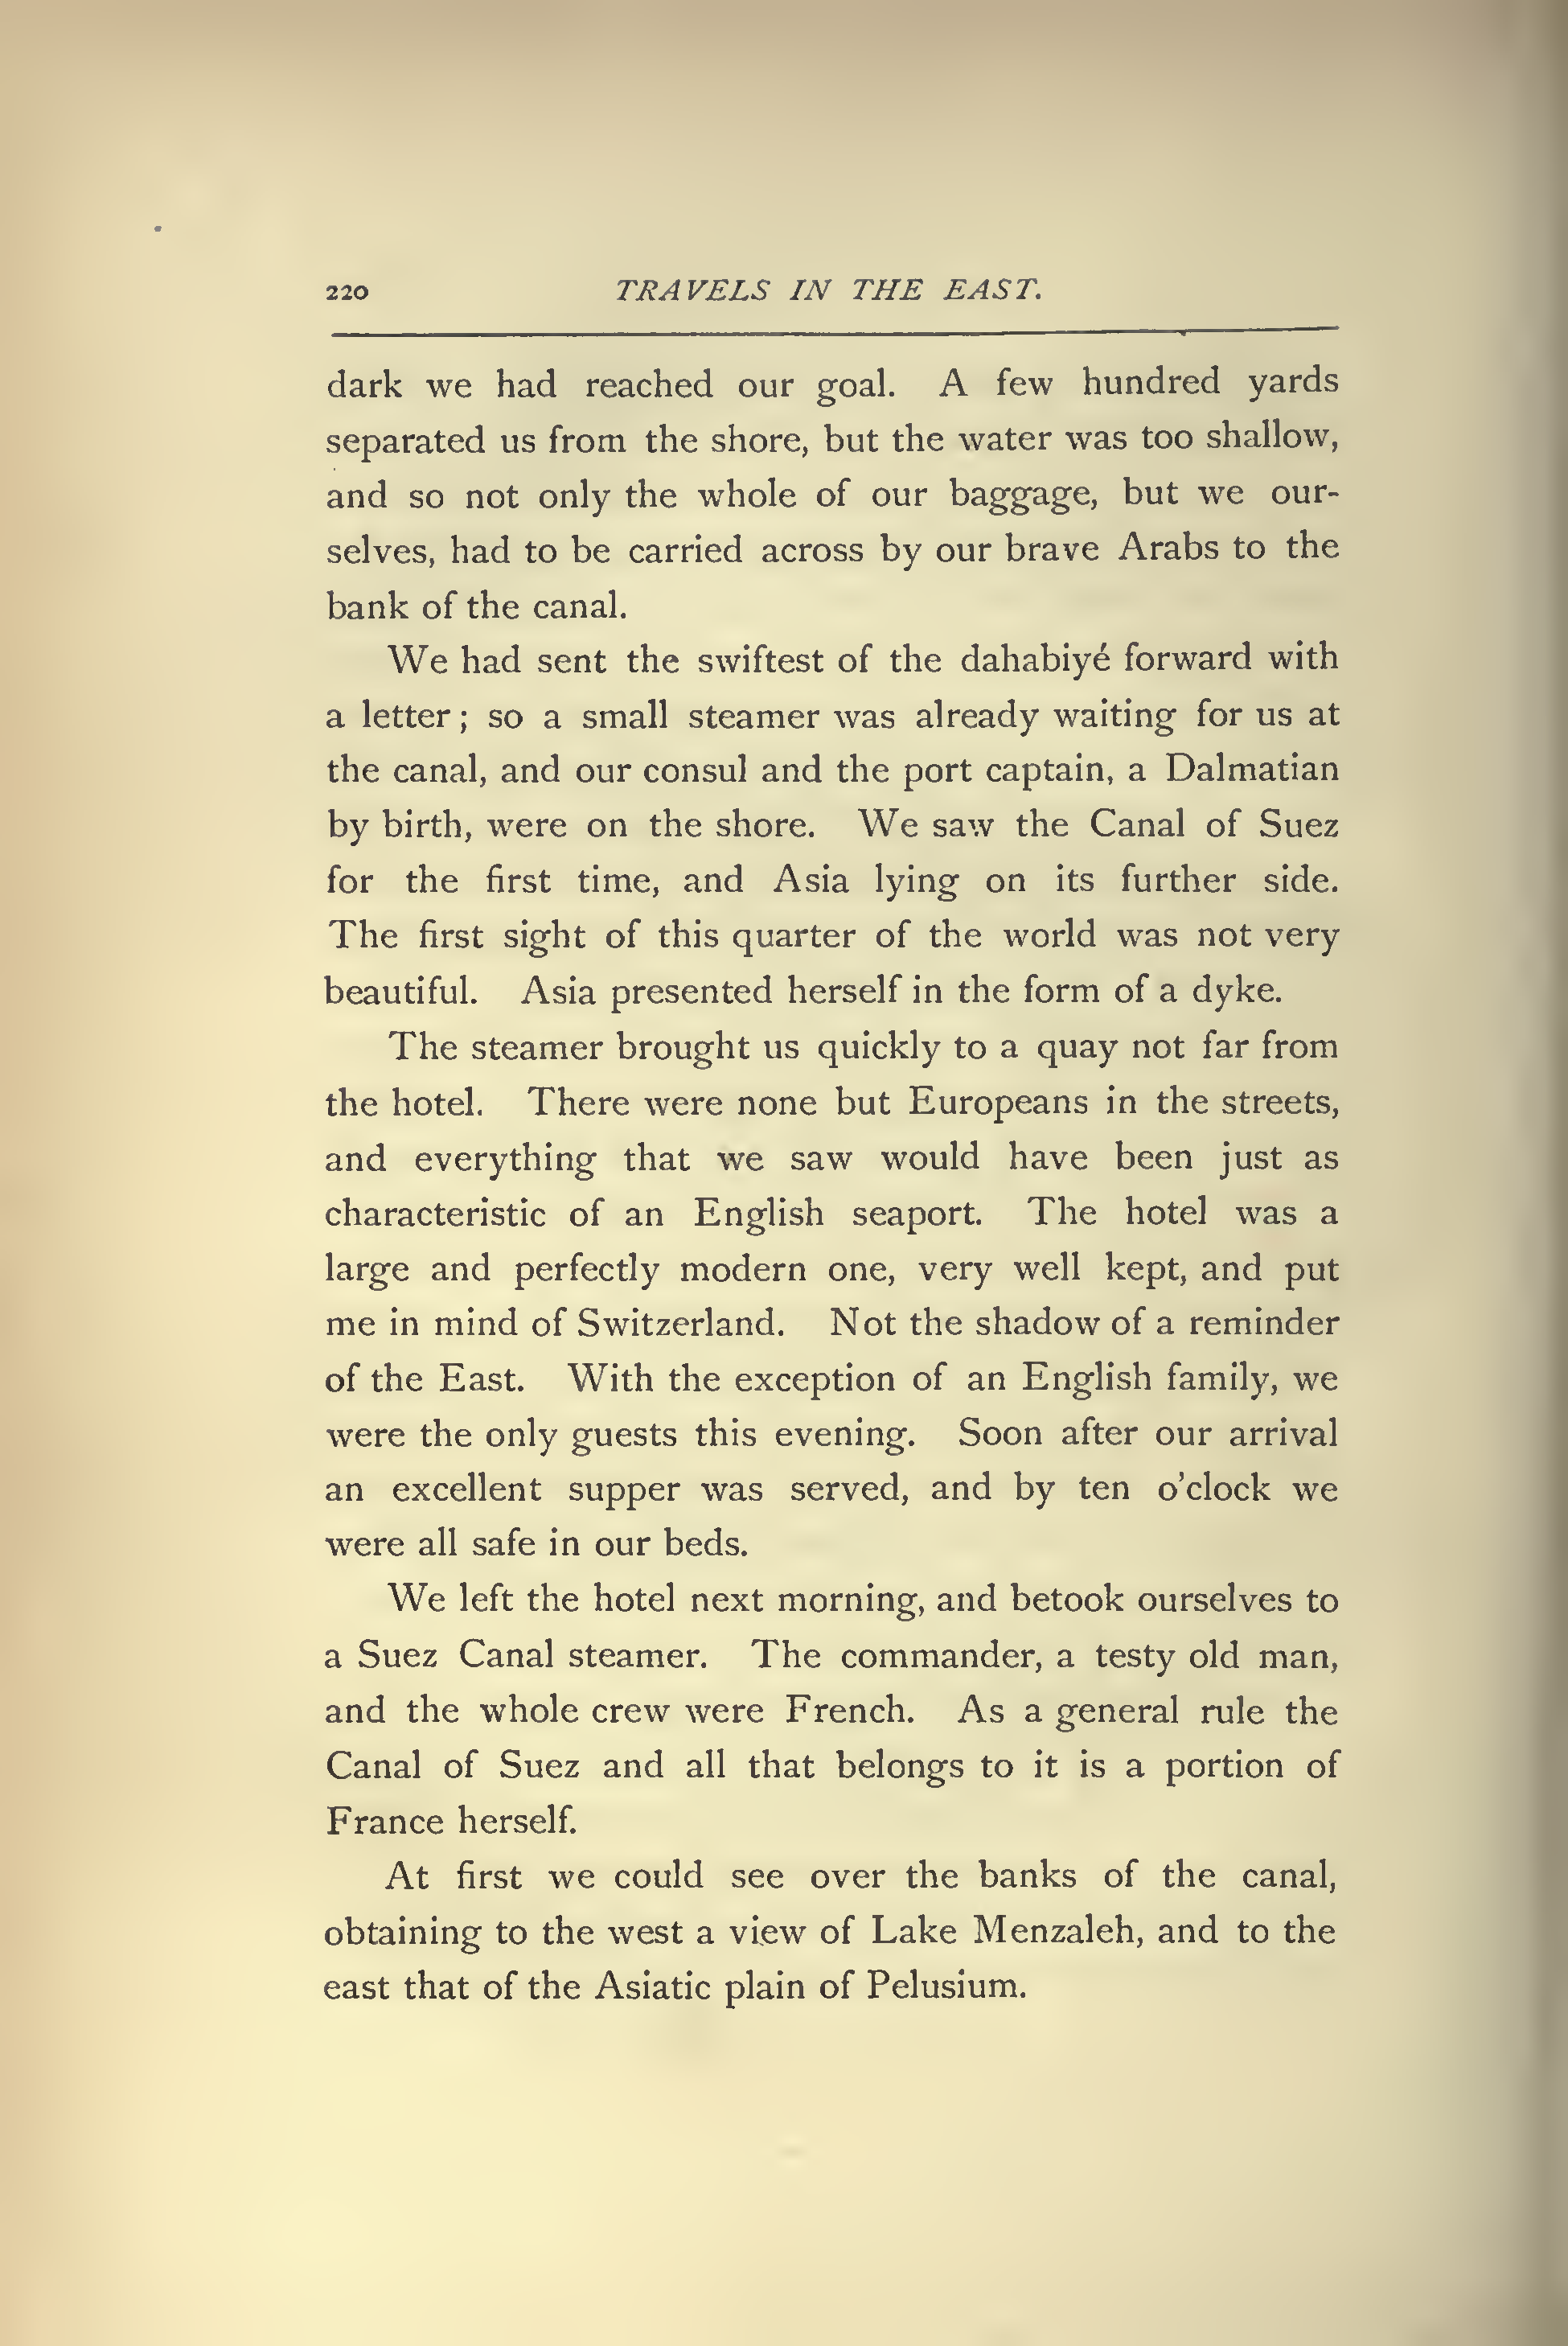 220 TRAVELS IN THE EAST.
dark we had reached our goal. A few hundred yards
separated us from the shore, but the water was too shallow,
and so not only the whole of our baggage, but we our-
selves, had to be carried across by our brave Arabs to the
bank of the canal.
We had sent the swiftest of the dahabiyé forward with
a letter ; so a small steamer was already waiting for us at
the canal, and our consul and the port captain, a Dalmatian
by birth, were on the shore. We saw the Canal of Suez
for the first time, and Asia lying on its further side.
The first sight of this quarter of the world was not very
beautiful. Asia presented herself in the form of a dyke.
The steamer brought us quickly to a quay not far from
the hotel. There were none but Europeans in the streets,
and everything that we saw would have been just as
characteristic of an English seaport. The hotel was a
large and perfectly modern one, very well kept, and put
me in mind of Switzerland. Not the shadow of a reminder
of the East. With the exception of an English family, we
were the only guests this evening. Soon after our arrival
an excellent supper was served, and by ten o'clock we
were all safe in our beds.
We left the hotel next morning, and betook ourselves to
a Suez Canal steamer. The commander, a testy old man,
and the whole crew were French. As a general rule the
Canal of Suez and all that belongs to it is a portion of
France herself.
At first we could see over the banks of the canal,
obtaining to the west a view of Lake Menzaleh, and to the
east that of the Asiatic plain of Pelusium.